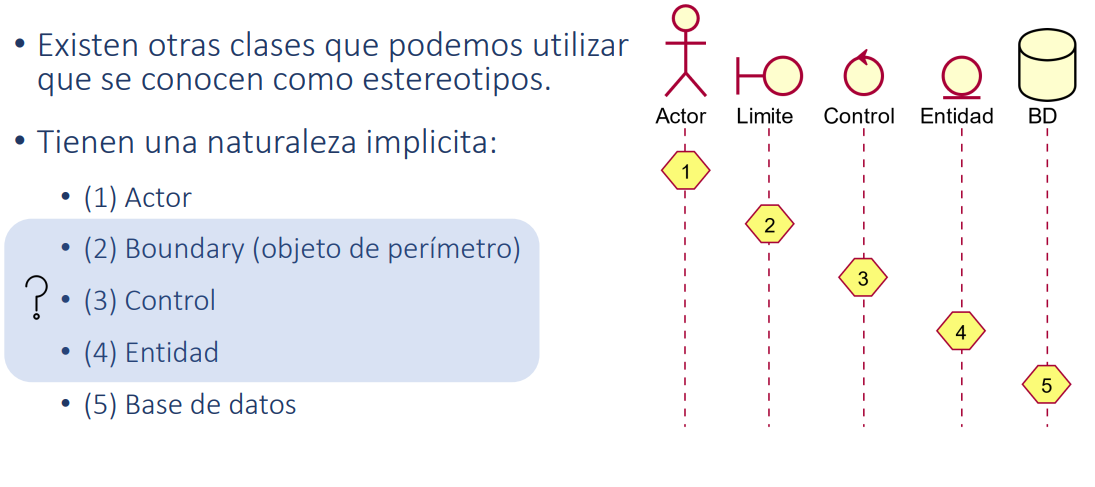 • Existen otras clases que podemos utilizar
que se conocen como estereotipos.
• Tienen una naturaleza implicita:
• (1) Actor
• (2) Boundary (objeto de perímetro)
? • (3) Control
• (4) Entidad
• (5) Base de datos
Actor Limite Control Entidad BD
1
2
3
4
5